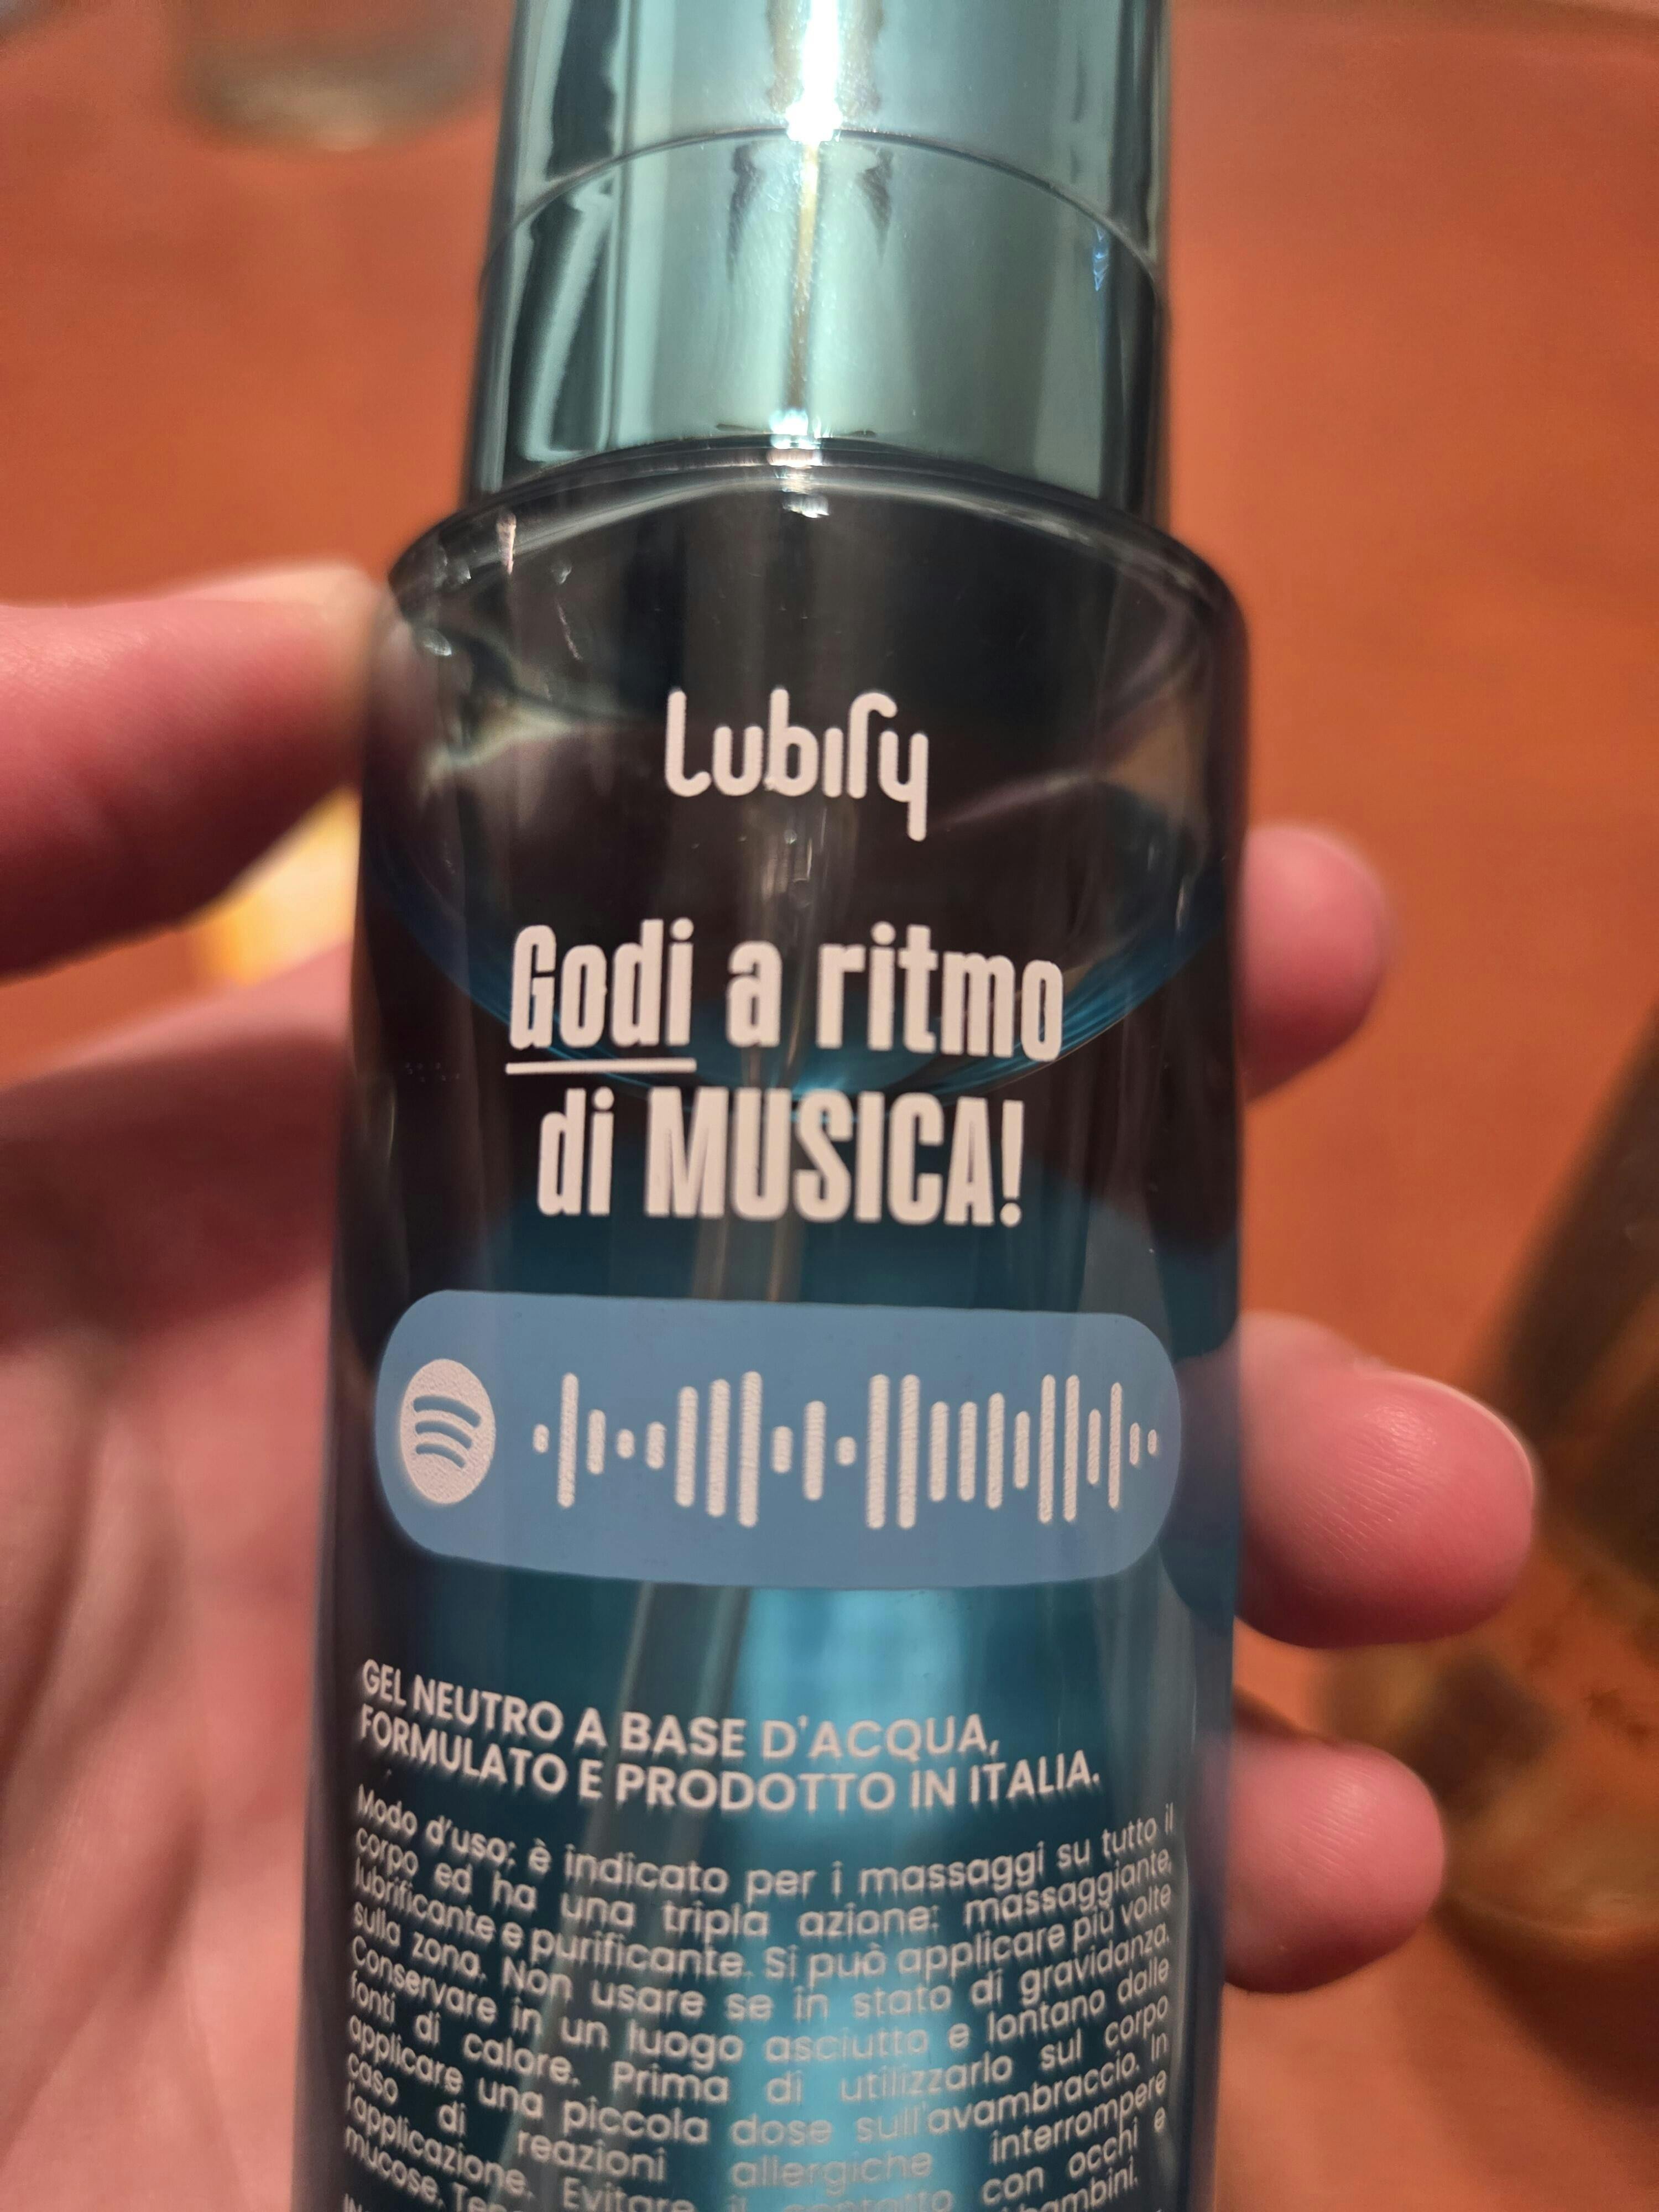 Lubify
Godi a ritmo
di MUSICA!
GEL NEUTRO A BASE D'ACQUA,
FORMULATO E PRODOTTO IN ITALIA.
Modo d'uso: è indicato per i massaggi su tutto il
corpo ed ha una tripla azione: massaggiante,
lubrificante e purificante. Si può applicare più volte
sulla zona. Non usare se in stato di gravidanza.
Conservare in un luogo asciutto e lontano dalle
fonti di calore. Prima di utilizzarlo sul corpo
applicare una piccola dose sull'avambraccio. In
caso di reazioni allergiche interrompere
l'applicazione. Evitare il contatto con occhi e
mucose. bambini.